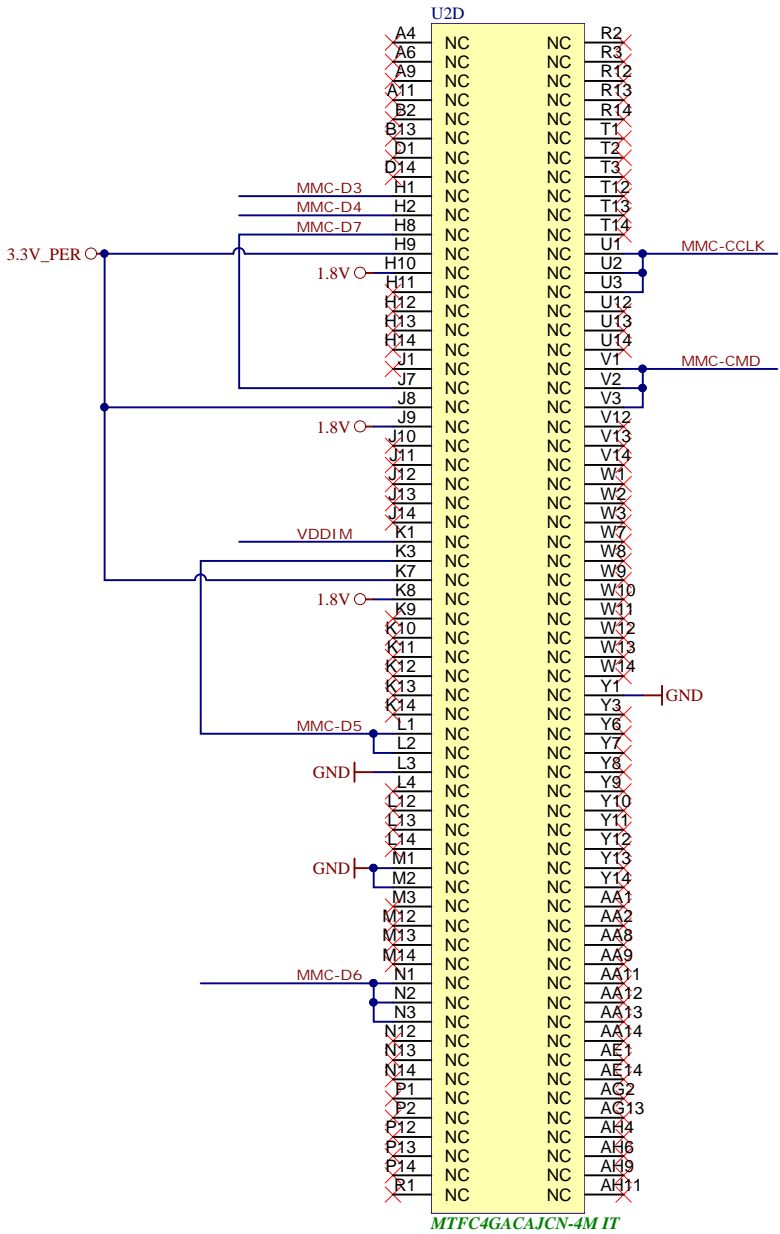 U2D
A4 NC NC R2
A6 NC NC R3
A9 NC NC R12
A11 NC NC R13
B2 NC NC R14
B13 NC NC T1
D1 NC NC T2
D14 NC NC T3
MMC-D3 H1 NC NC T12
MMC-D4 H2 NC NC T13
MMC-D7 H8 NC NC T14
3.3V_PER H9 NC NC U1 MMC-CCLK
1.8V H10 NC NC U2
H11 NC NC U3
H12 NC NC U12
H13 NC NC U13
H14 NC NC U14
J1 NC NC V1 MMC-CMD
J7 NC NC V2
J8 NC NC V3
1.8V J9 NC NC V12
J10 NC NC V13
J11 NC NC V14
J12 NC NC W1
J13 NC NC W2
J14 NC NC W3
VDDIM K1 NC NC W7
K3 NC NC W8
K7 NC NC W9
1.8V K8 NC NC W10
K9 NC NC W11
K10 NC NC W12
K11 NC NC W13
K12 NC NC W14
K13 NC NC Y1 GND
K14 NC NC Y3
MMC-D5 L1 NC NC Y6
L2 NC NC Y7
GND L3 NC NC Y8
L4 NC NC Y9
L12 NC NC Y10
L13 NC NC Y11
L14 NC NC Y12
GND M1 NC NC Y13
M2 NC NC Y14
M3 NC NC AA1
M12 NC NC AA2
M13 NC NC AA8
M14 NC NC AA9
MMC-D6 N1 NC NC AA11
N2 NC NC AA12
N3 NC NC AA13
N12 NC NC AA14
N13 NC NC AE1
N14 NC NC AE14
P1 NC NC AG2
P2 NC NC AG13
P12 NC NC AH4
P13 NC NC AH6
P14 NC NC AH9
R1 NC NC AH11
MTFC4GACAJCN-4M IT